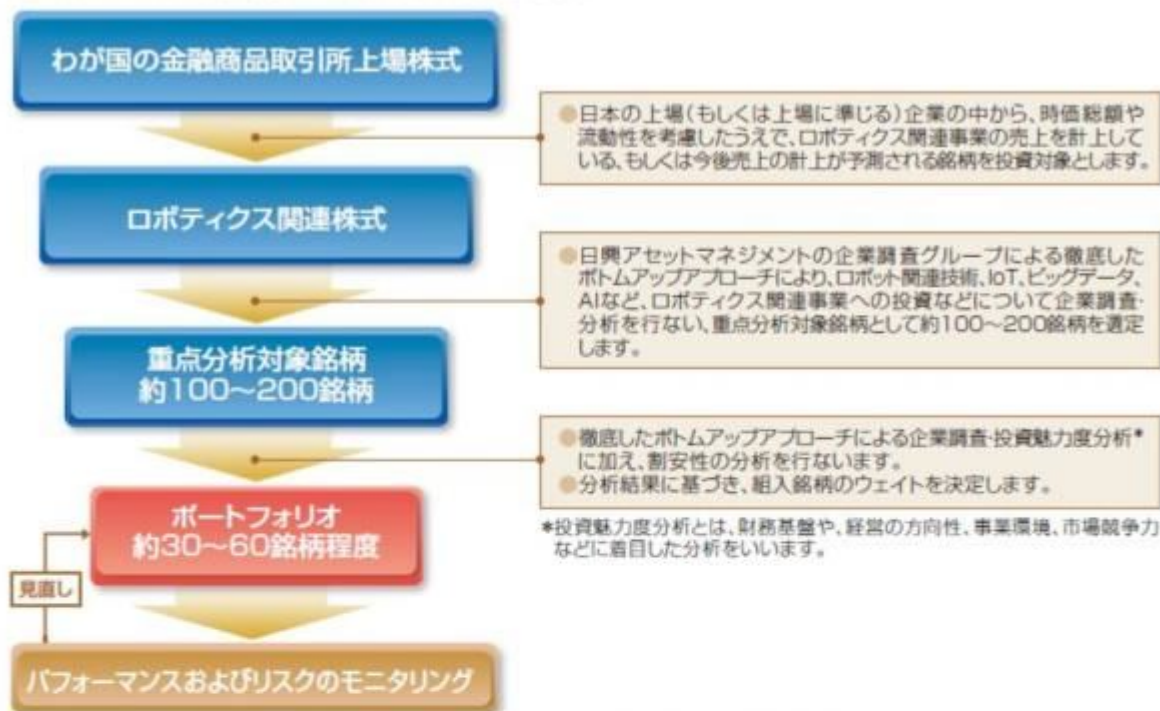 わが国の金融商品取引所上場株式
●日本の上場(もしくは上場に準じる)企業の中から、時価総額や
流動性を考慮したうえで、ロボティクス関連事業の売上を計上して
いる、もしくは今後売上の計上が予測される銘柄を投資対象とします。
ロボティクス関連株式
●日興アセットマネジメントの企業調査グループによる徹底した
ボトムアップアプローチにより、ロボット関連技術、IoT、ビッグデータ、
AIなど、ロボティクス関連事業への投資などについて企業調査・
分析を行ない、重点分析対象銘柄として約100～200銘柄を選定
します。
重点分析対象銘柄
約100～200銘柄
●徹底したボトムアップアプローチによる企業調査・投資魅力度分析*
に加え、割安性の分析を行ないます。
●分析結果に基づき、組入銘柄のウェイトを決定します。
ポートフォリオ
約30～60銘柄程度
*投資魅力度分析とは、財務基盤や、経営の方向性、事業環境、市場競争力
などに着目した分析をいいます。
見直し
パフォーマンスおよびリスクのモニタリング